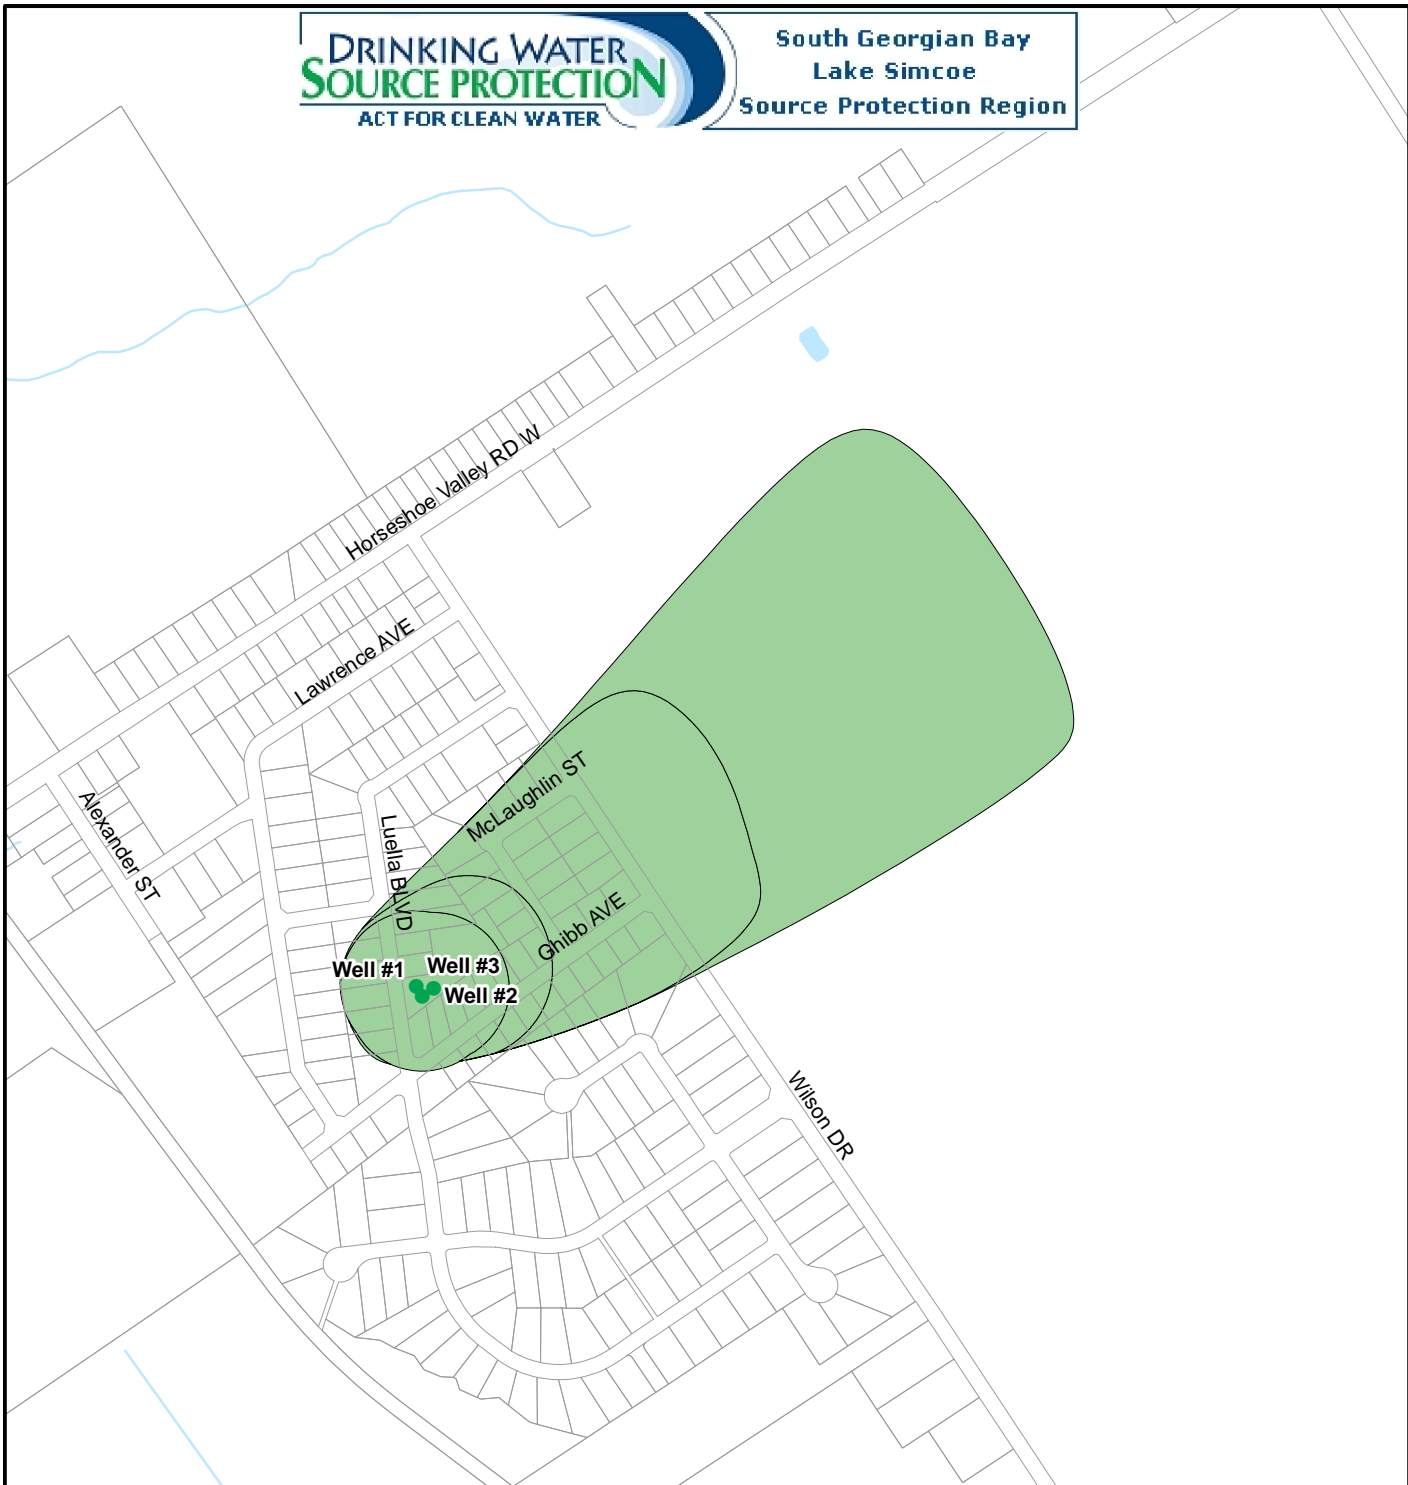 DRINKING WATER
SOURCE PROTECTION
ACT FOR CLEAN WATER
South Georgian Bay
Lake Simcoe
Source Protection Region
Horseshoe Valley RD W
Lawrence AVE
Alexander ST
McLaughlin ST
Luella BLVD
Ghibb AVE
Well #1
Well #3
Well #2
Wilson DR